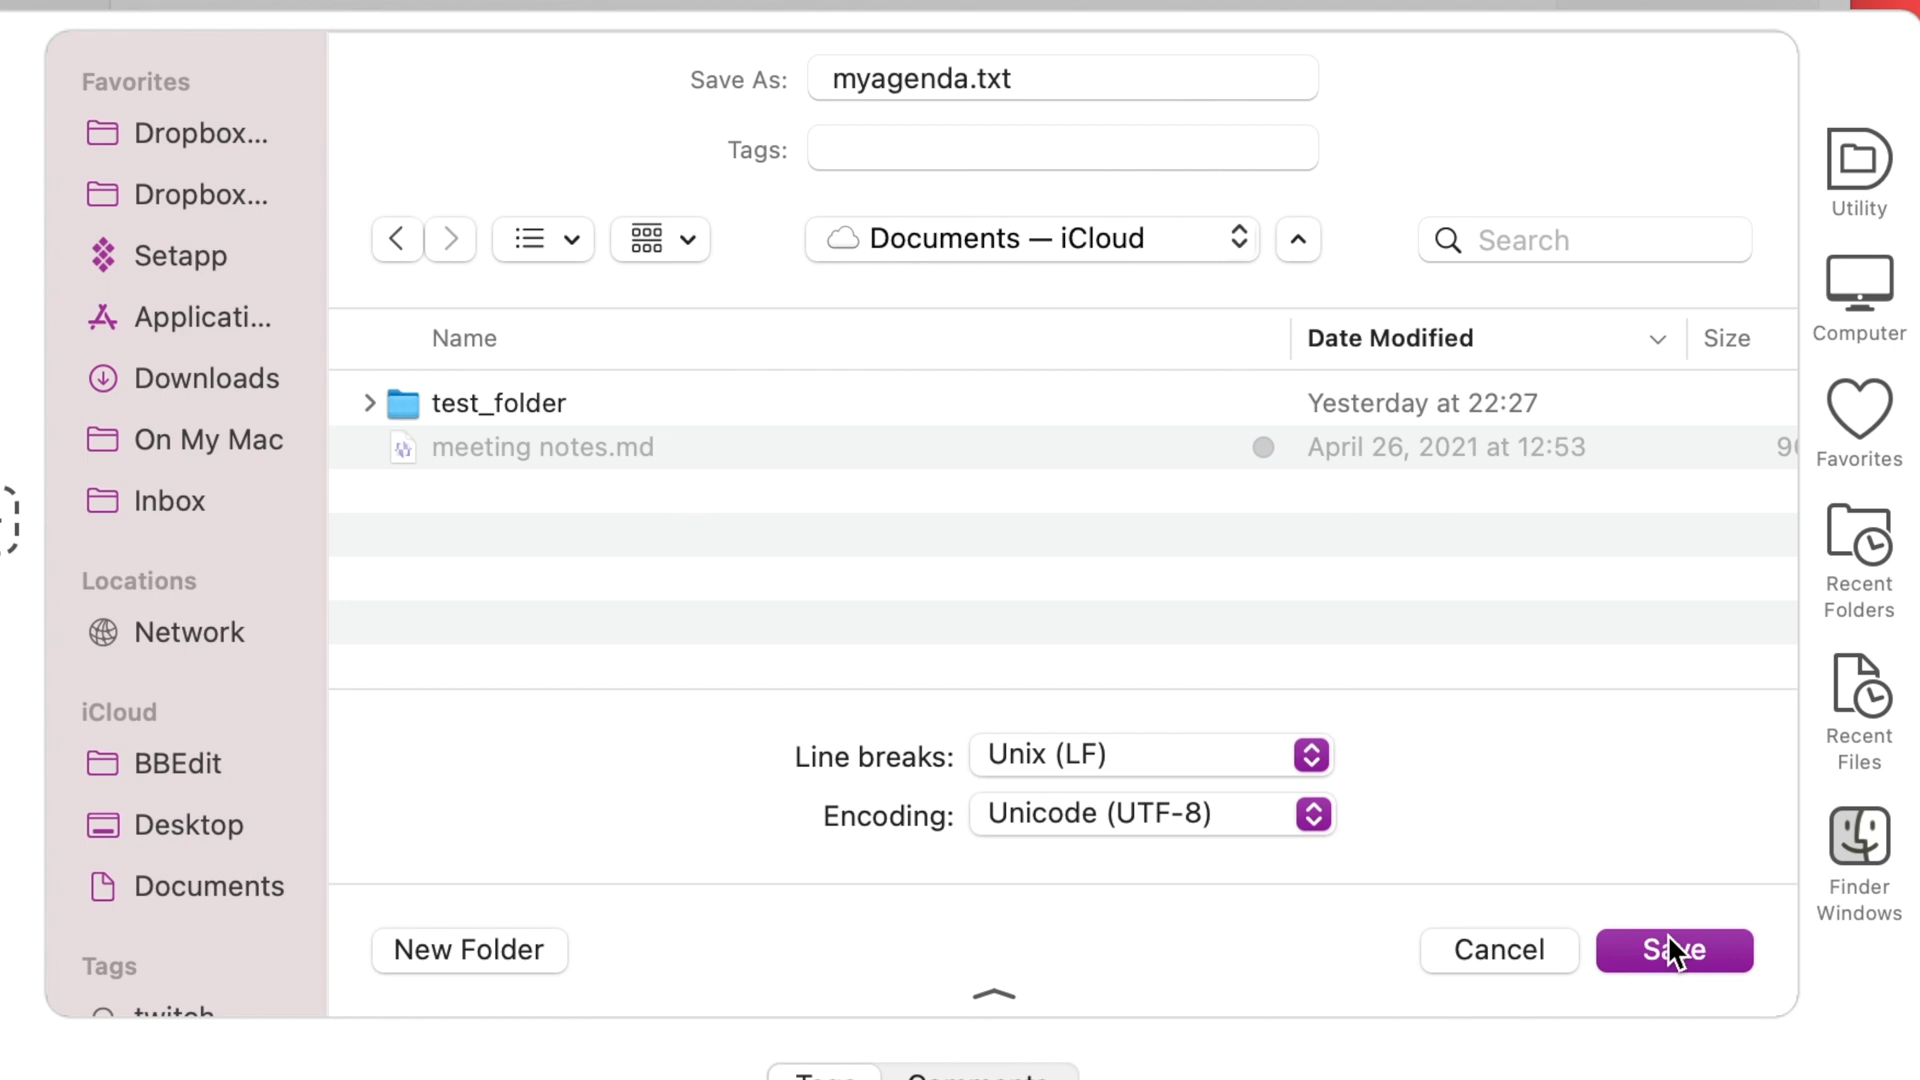 Favorites
Dropbox...
Dropbox...
Setapp
Applicati...
Downloads
On My Mac
Inbox
Locations
Network
iCloud
BBEdit
Desktop
Documents
Tags
twitch
Save As: myagenda.txt
Tags:
Documents — iCloud
Search
Name Date Modified Size
test_folder Yesterday at 22:27
meeting notes.md April 26, 2021 at 12:53
Line breaks: Unix (LF)
Encoding: Unicode (UTF-8)
New Folder Cancel Save
Utility
Computer
Favorites
Recent
Folders
Recent
Files
Finder
Windows
Tags Comments